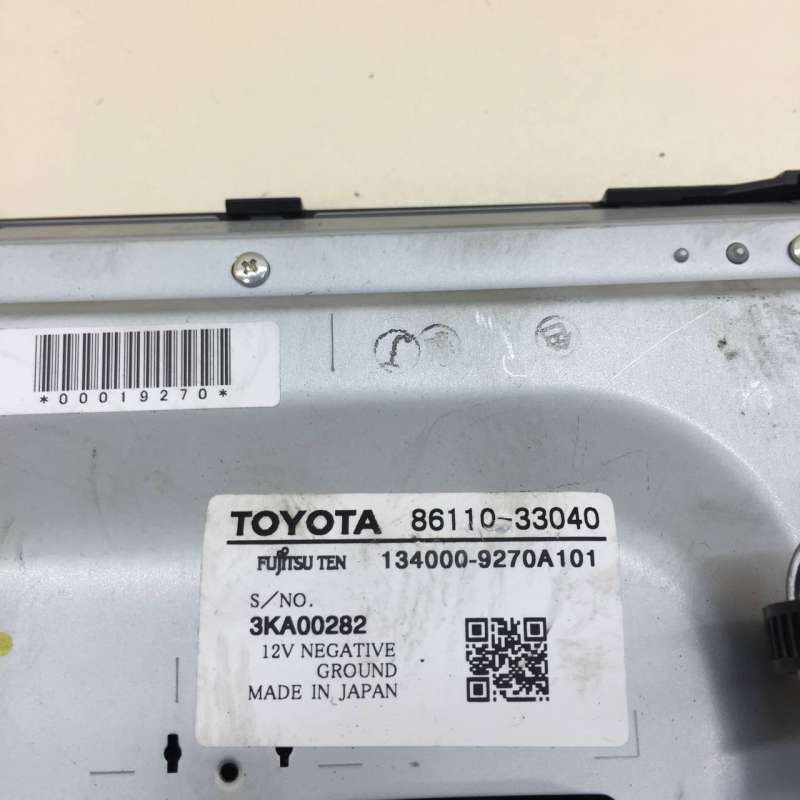 *00019270*
J
TOYOTA 86110-33040
FUJITSU TEN 134000-9270A101
S/NO.
3KA00282
12V NEGATIVE
GROUND
MADE IN JAPAN